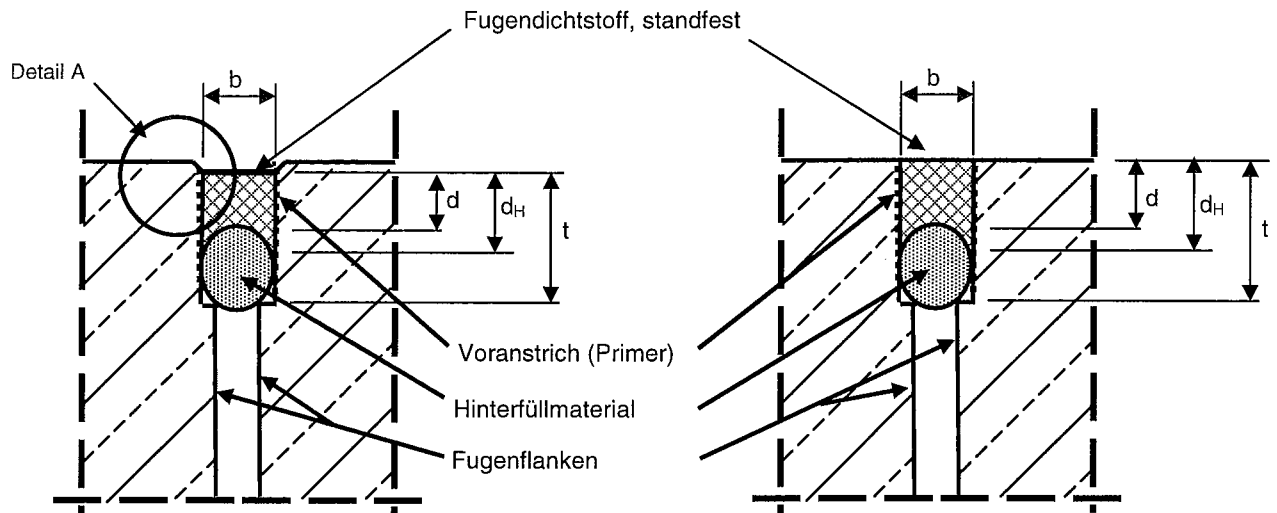 Fugendichtstoff, standfest
Detail A
b
b
d
dH
t
d
dH
t
Voranstrich (Primer)
Hinterfüllmaterial
Fugenflanken